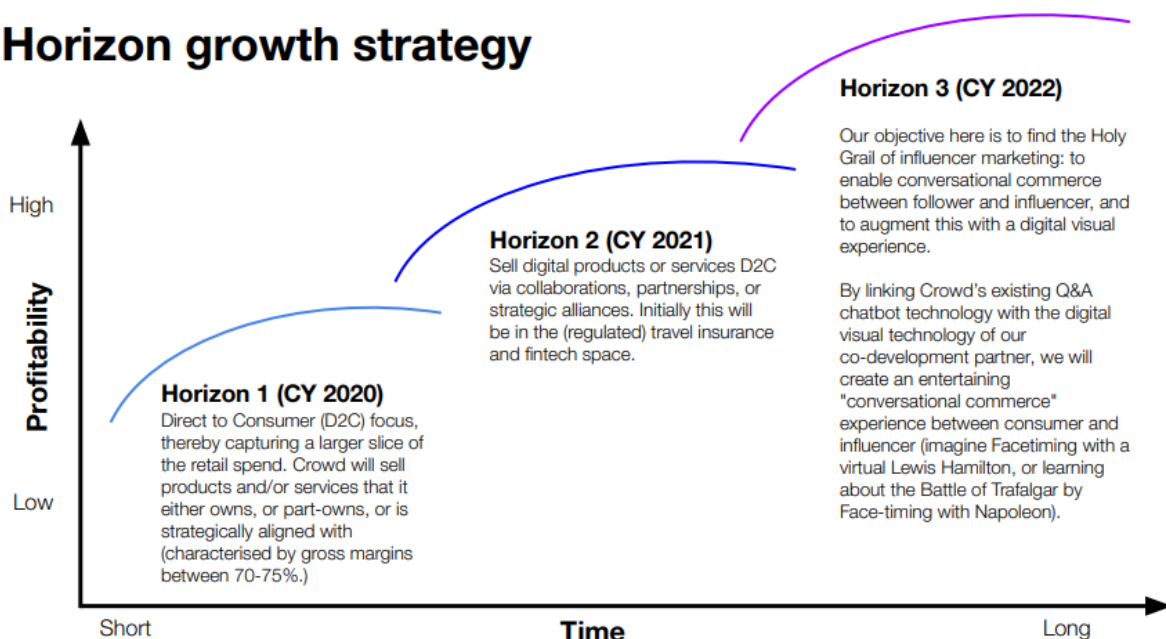 Horizon growth strategy
High
Profitability
Low
Horizon 1 (CY 2020)
Direct to Consumer (D2C) focus,
thereby capturing a larger slice of
the retail spend. Crowd will sell
products and/or services that it
either owns, or part-owns, or is
strategically aligned with
(characterised by gross margins
between 70-75%.)
Horizon 2 (CY 2021)
Sell digital products or services D2C
via collaborations, partnerships, or
strategic alliances. Initially this will
be in the (regulated) travel insurance
and fintech space.
Horizon 3 (CY 2022)
Our objective here is to find the Holy
Grail of influencer marketing: to
enable conversational commerce
between follower and influencer, and
to augment this with a digital visual
experience.
By linking Crowd's existing Q&A
chatbot technology with the digital
visual technology of our
co-development partner, we will
create an entertaining
"conversational commerce"
experience between consumer and
influencer (imagine Facetiming with a
virtual Lewis Hamilton, or learning
about the Battle of Trafalgar by
Face-timing with Napoleon).
Short
Time
Long